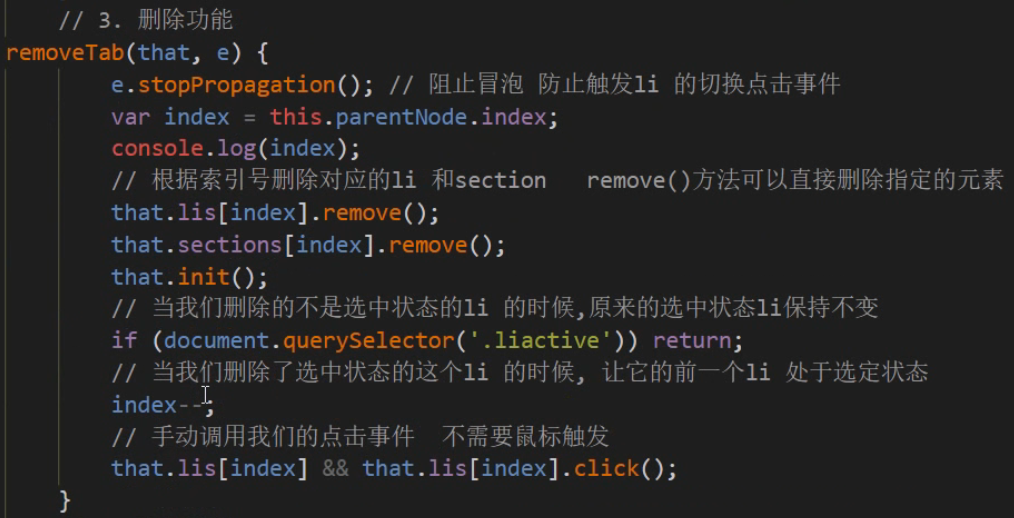 // 3. 删除功能
removeTab(that, e) {
e.stopPropagation(); // 阻止冒泡 防止触发li 的切换点击事件
var index = this.parentNode.index;
console.log(index);
// 根据索引号删除对应的li 和section   remove()方法可以直接删除指定的元素
that.lis[index].remove();
that.sections[index].remove();
that.init();
// 当我们删除的不是选中状态的li 的时候,原来的选中状态li保持不变
if (document.querySelector('.liactive')) return;
// 当我们删除了选中状态的这个li 的时候, 让它的前一个li 处于选定状态
index--;
// 手动调用我们的点击事件  不需要鼠标触发
that.lis[index] && that.lis[index].click();
}